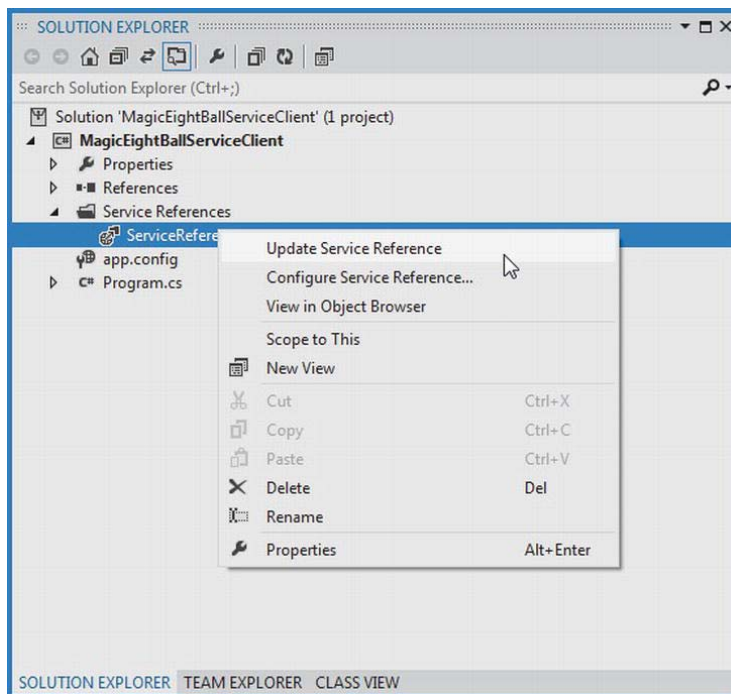 SOLUTION EXPLORER
Search Solution Explorer (Ctrl+;)
Solution 'MagicEightBallServiceClient' (1 project)
C# MagicEightBallServiceClient
Properties
References
Service References
app.config
C# Program.cs
Update Service Reference
Configure Service Reference...
View in Object Browser
Scope to This
New View
Cut Ctrl+X
Copy Ctrl+C
Paste Ctrl+V
Delete Del
Rename
Properties Alt+Enter
SOLUTION EXPLORER TEAM EXPLORER CLASS VIEW